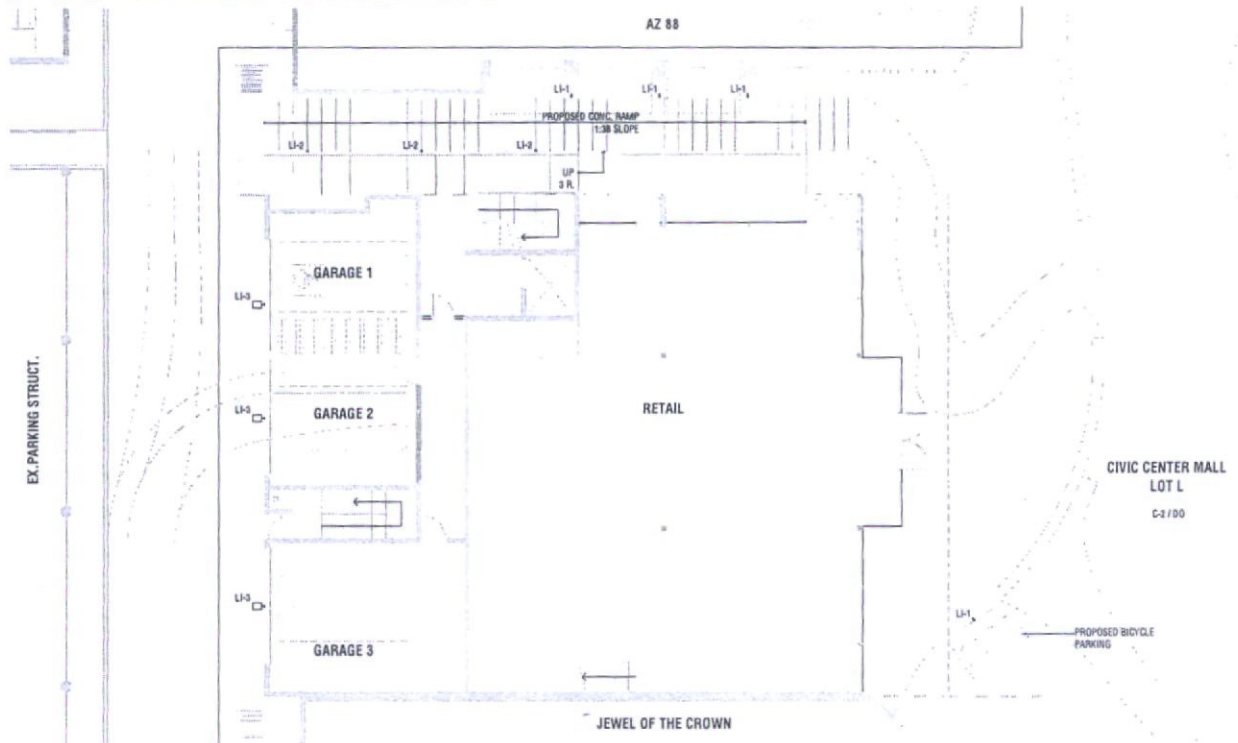 AZ 88
LI-1
LI-1
LI-1
PROPOSED CONC. RAMP
1:38 SLOPE
LI-2
LI-2
LI-2
UP
3 R.
GARAGE 1
LI-3
EX.PARKING STRUCT.
LI-3
GARAGE 2
RETAIL
CIVIC CENTER MALL
LOT L
C-2 / DO
LI-3
LI-1
PROPOSED BICYCLE
PARKING
GARAGE 3
JEWEL OF THE CROWN